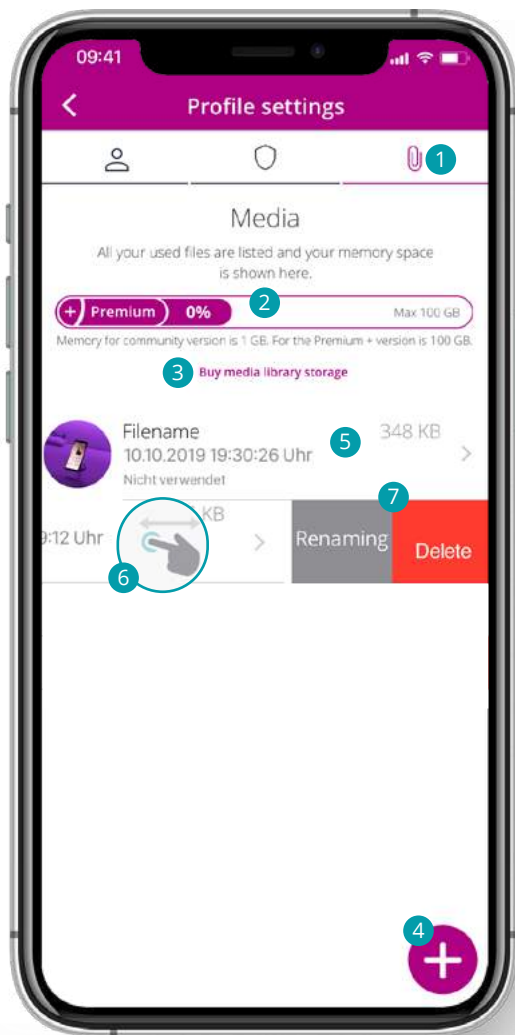 09:41
Profile settings
1
Media
All your used files are listed and your memory space
is shown here.
2
+ Premium 0% Max 100 GB
Memory for community version is 1 GB. For the Premium + version is 100 GB.
3 Buy media library storage
Filename 348 KB
10.10.2019 19:30:26 Uhr 5
Nicht verwendet
7
:12 Uhr KB Renaming Delete
6
4
+